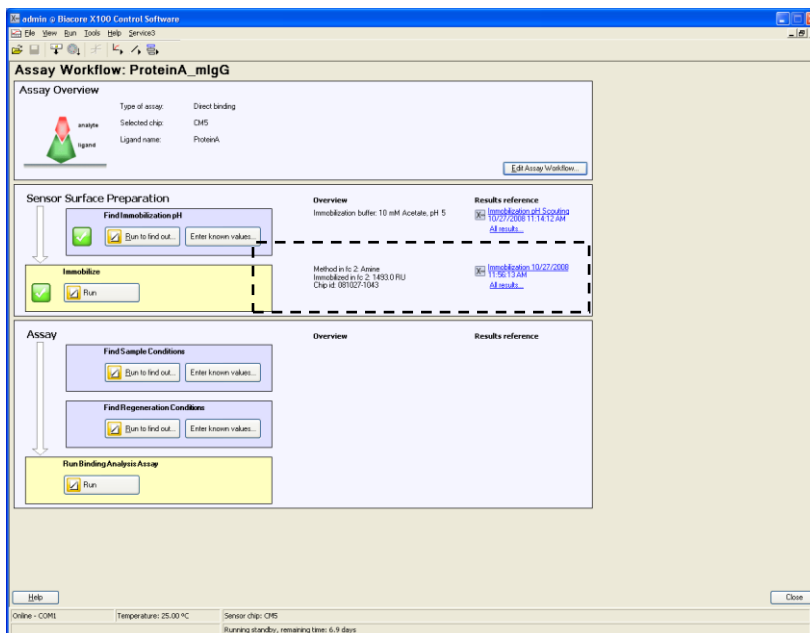 admin @ Biacore X100 Control Software
File View Run Tools Help Service3
Assay Workflow: ProteinA_mIgG
Assay Overview
Type of assay: Direct binding
Selected chip: CM5
Ligand name: ProteinA
analyte
ligand
Edit Assay Workflow...
Sensor Surface Preparation
Overview
Results reference
Find Immobilization pH
Run to find out...
Enter known values...
Immobilization buffer: 10 mM Acetate, pH 5
Immobilization pH Scouting
10/27/2008 11:14:12 AM
All results...
Immobilize
Run
Method in fc 2: Amine
Immobilized in fc 2: 1493.0 RU
Chip id: 081027-1043
Immobilization 10/27/2008
11:56:13 AM
All results...
Assay
Overview
Results reference
Find Sample Conditions
Run to find out...
Enter known values...
Find Regeneration Conditions
Run to find out...
Enter known values...
Run Binding Analysis Assay
Run
Help
Close
Online - COM1
Temperature: 25.00 °C
Sensor chip: CM5
Running standby, remaining time: 6.9 days